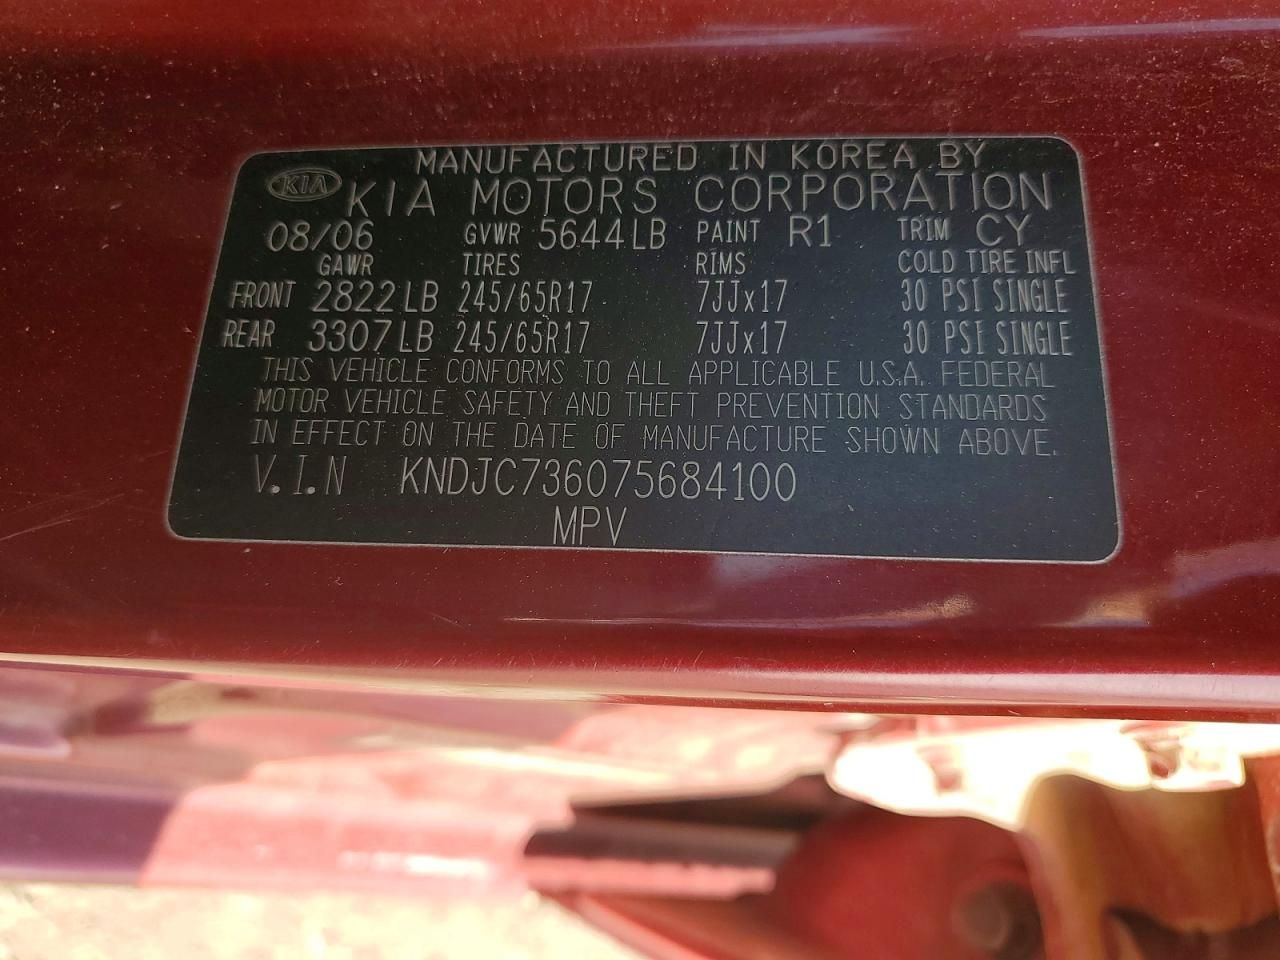 MANUFACTURED IN KOREA BY
KIA KIA MOTORS CORPORATION
08/06 GVWR 5644LB PAINT R1 TRIM CY
GAWR TIRES RIMS COLD TIRE INFL
FRONT 2822LB 245/65R17 7JJx17 30 PSI SINGLE
REAR 3307LB 245/65R17 7JJx17 30 PSI SINGLE
THIS VEHICLE CONFORMS TO ALL APPLICABLE U.S.A. FEDERAL
MOTOR VEHICLE SAFETY AND THEFT PREVENTION STANDARDS
IN EFFECT ON THE DATE OF MANUFACTURE SHOWN ABOVE.
V.I.N KNDJC736075684100
MPV